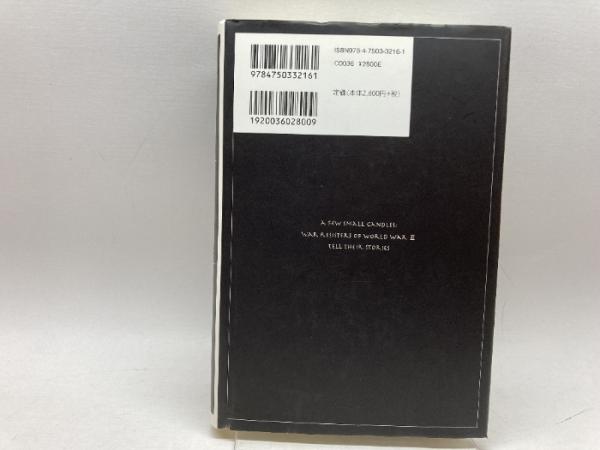 ISBN978-4-7503-3216-1
C0036 ¥2800E
9784750332161
定価(本体2,800円+税)
1920036028009
A FEW SMALL CANDLES:
WAR RESISTERS OF WORLD WAR Ⅱ
TELL THEIR STORIES